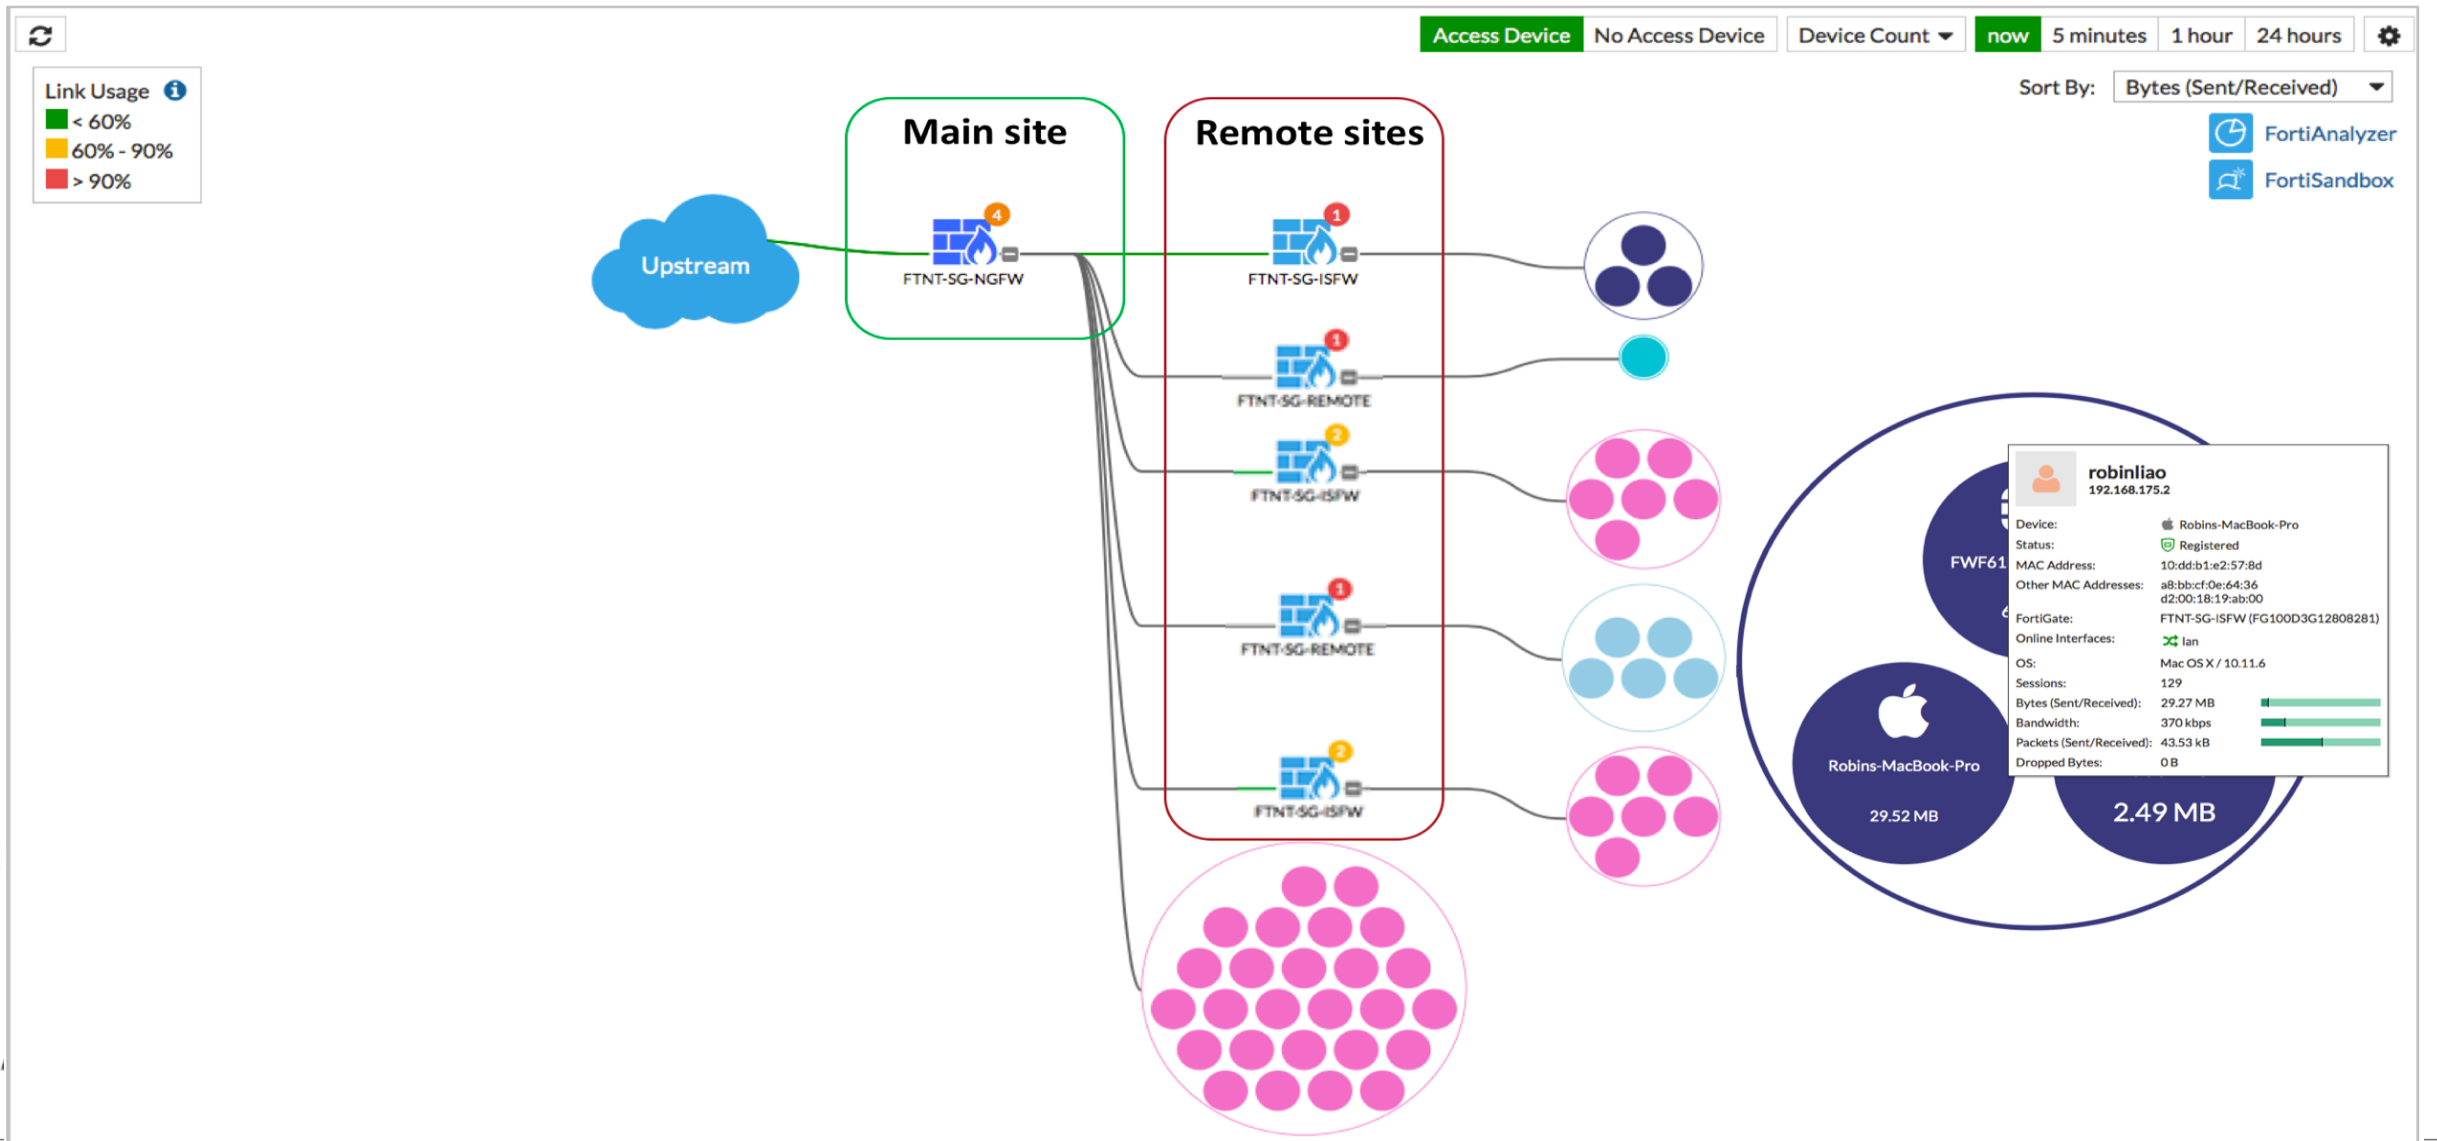 Access Device No Access Device Device Count now 5 minutes 1 hour 24 hours
Link Usage
< 60%
60% - 90%
> 90%
Sort By: Bytes (Sent/Received)
FortiAnalyzer
FortiSandbox
Main site
Remote sites
Upstream
4
FTNT-SG-NGFW
1
FTNT-SG-ISFW
1
FTNT-SG-REMOTE
2
FTNT-SG-ISFW
1
FTNT-SG-REMOTE
2
FTNT-SG-ISFW
FWF61
Robins-MacBook-Pro
29.52 MB
2.49 MB
robinliao
192.168.175.2
Device: Robins-MacBook-Pro
Status: Registered
MAC Address: 10:dd:b1:e2:57:8d
Other MAC Addresses: a8:bb:cf:0e:64:36
d2:00:18:19:ab:00
FortiGate: FTNT-SG-ISFW (FG100D3G12808281)
Online Interfaces: lan
OS: Mac OS X / 10.11.6
Sessions: 129
Bytes (Sent/Received): 29.27 MB
Bandwidth: 370 kbps
Packets (Sent/Received): 43.53 kB
Dropped Bytes: 0 B